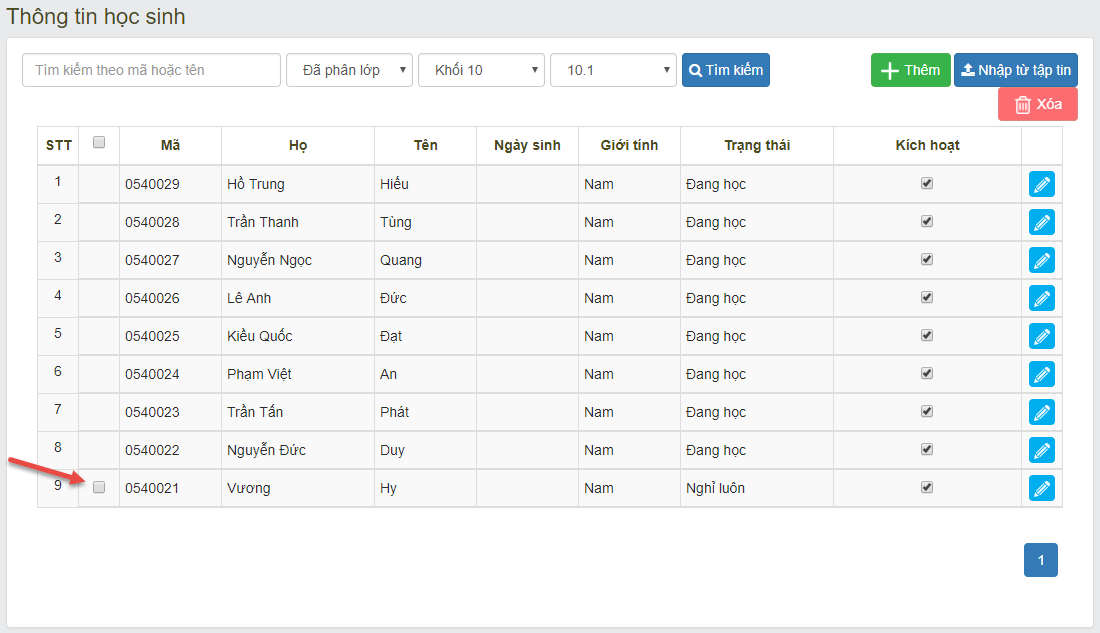 Thông tin học sinh
Tìm kiếm theo mã hoặc tên Đã phân lớp Khối 10 10.1 Tìm kiếm Thêm Nhập từ tập tin
Xóa
STT Mã Họ Tên Ngày sinh Giới tính Trạng thái Kích hoạt
1 0540029 Hồ Trung Hiếu Nam Đang học
2 0540028 Trần Thanh Tùng Nam Đang học
3 0540027 Nguyễn Ngọc Quang Nam Đang học
4 0540026 Lê Anh Đức Nam Đang học
5 0540025 Kiều Quốc Đạt Nam Đang học
6 0540024 Phạm Việt An Nam Đang học
7 0540023 Trần Tấn Phát Nam Đang học
8 0540022 Nguyễn Đức Duy Nam Đang học
9 0540021 Vương Hy Nam Nghỉ luôn
1